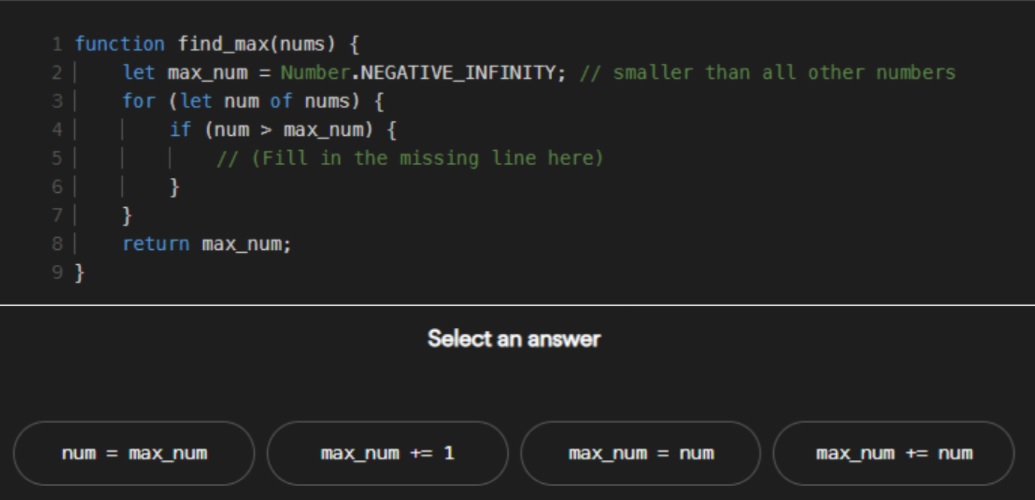 1 function find_max(nums) {
2 let max_num = Number.NEGATIVE_INFINITY; // smaller than all other numbers
3 for (let num of nums) {
4 if (num > max_num) {
5 // (Fill in the missing line here)
6 }
7 }
8 return max_num;
9 }
Select an answer
num = max_num
max_num += 1
max_num = num
max_num += num